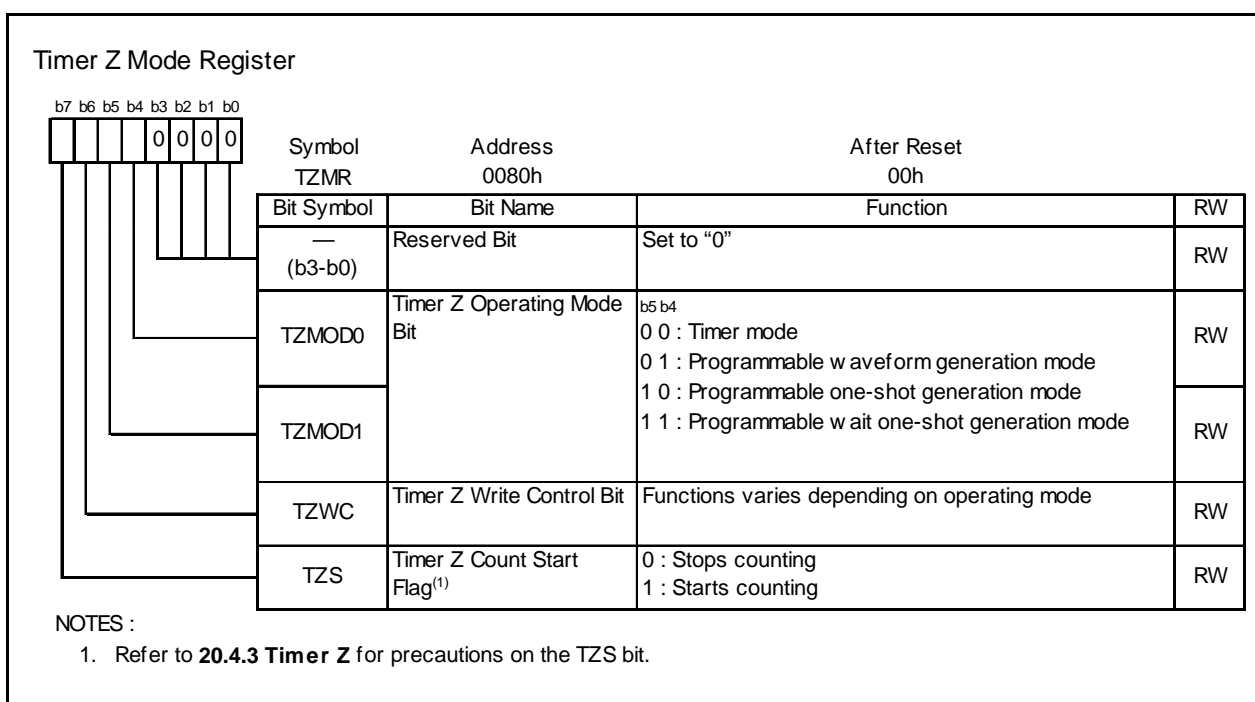 Timer Z Mode Register
b7 b6 b5 b4 b3 b2 b1 b0
0 0 0 0
Symbol Address After Reset
TZMR 0080h 00h
Bit Symbol Bit Name Function RW
— Reserved Bit Set to “0” RW
(b3-b0)
TZMOD0 Timer Z Operating Mode Bit b5 b4 RW
0 0 : Timer mode
0 1 : Programmable waveform generation mode
1 0 : Programmable one-shot generation mode
1 1 : Programmable wait one-shot generation mode
TZMOD1 RW
TZWC Timer Z Write Control Bit Functions varies depending on operating mode RW
TZS Timer Z Count Start Flag(1) 0 : Stops counting RW
1 : Starts counting
NOTES :
1. Refer to 20.4.3 Timer Z for precautions on the TZS bit.